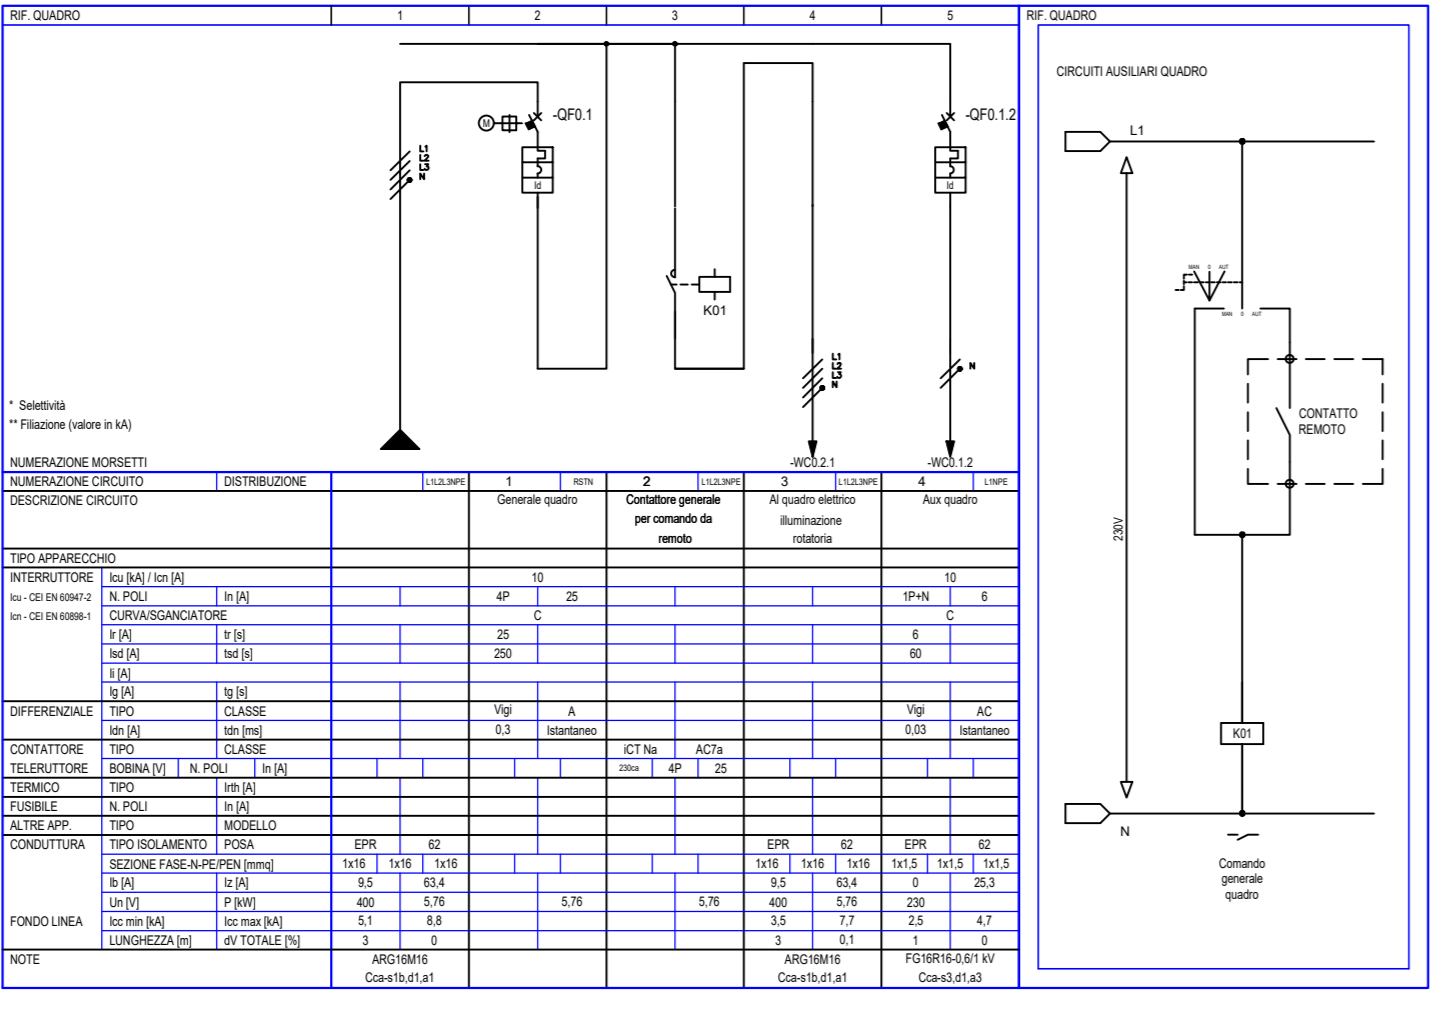 RIF. QUADRO 1 2 3 4 5 RIF. QUADRO
CIRCUITI AUSILIARI QUADRO
-QF0.1
-QF0.1.2
M
L1
L2
L3
N
Id
Id
K01
L1
L2
L3
N
N
* Selettività
** Filiazione (valore in kA)
-WC0.2.1
-WC0.1.2
NUMERAZIONE MORSETTI
NUMERAZIONE CIRCUITO DISTRIBUZIONE L1L2L3NPE 1 RSTN 2 L1L2L3NPE 3 L1L2L3NPE 4 L1NPE
DESCRIZIONE CIRCUITO Generale quadro Contattore generale Al quadro elettrico Aux quadro
per comando da illuminazione
remoto rotatoria
TIPO APPARECCHIO
INTERRUTTORE Icu [kA] / Icn [A] 10 10
Icu - CEI EN 60947-2 N. POLI In [A] 4P 25 1P+N 6
Icn - CEI EN 60898-1 CURVA/SGANCIATORE C C
Ir [A] tr [s] 25 6
Isd [A] tsd [s] 250 60
Ii [A]
Ig [A] tg [s]
DIFFERENZIALE TIPO CLASSE Vigi A Vigi AC
Idn [A] tdn [ms] 0,3 Istantaneo 0,03 Istantaneo
CONTATTORE TIPO CLASSE iCT Na AC7a
TELERUTTORE BOBINA [V] N. POLI In [A] 230ca 4P 25
TERMICO TIPO Irth [A]
FUSIBILE N. POLI In [A]
ALTRE APP. TIPO MODELLO
CONDUTTURA TIPO ISOLAMENTO POSA EPR 62 EPR 62 EPR 62
SEZIONE FASE-N-PE/PEN [mmq] 1x16 1x16 1x16 1x16 1x16 1x16 1x1,5 1x1,5 1x1,5
Ib [A] Iz [A] 9,5 63,4 9,5 63,4 0 25,3
Un [V] P [kW] 400 5,76 5,76 5,76 400 5,76 230
FONDO LINEA Icc min [kA] Icc max [kA] 5,1 8,8 3,5 7,7 2,5 4,7
LUNGHEZZA [m] dV TOTALE [%] 3 0 3 0,1 1 0
NOTE ARG16M16 ARG16M16 FG16R16-0,6/1 kV
Cca-s1b,d1,a1 Cca-s1b,d1,a1 Cca-s3,d1,a3
L1
MAN 0 AUT
MAN 0 AUT
CONTATTO
REMOTO
230V
K01
N
Comando
generale
quadro